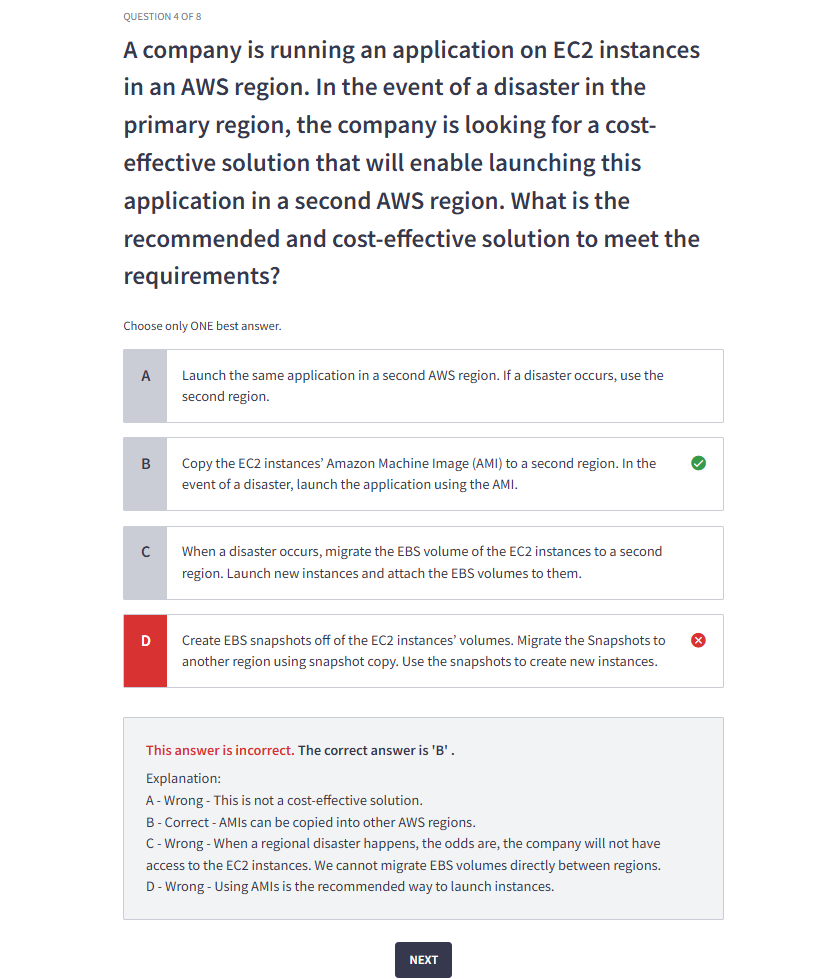 QUESTION 4 OF 8
A company is running an application on EC2 instances
in an AWS region. In the event of a disaster in the
primary region, the company is looking for a cost-
effective solution that will enable launching this
application in a second AWS region. What is the
recommended and cost-effective solution to meet the
requirements?
Choose only ONE best answer.
A
Launch the same application in a second AWS region. If a disaster occurs, use the
second region.
B
Copy the EC2 instances’ Amazon Machine Image (AMI) to a second region. In the
event of a disaster, launch the application using the AMI.
C
When a disaster occurs, migrate the EBS volume of the EC2 instances to a second
region. Launch new instances and attach the EBS volumes to them.
D
Create EBS snapshots off of the EC2 instances’ volumes. Migrate the Snapshots to
another region using snapshot copy. Use the snapshots to create new instances.
This answer is incorrect. The correct answer is 'B' .
Explanation:
A - Wrong - This is not a cost-effective solution.
B - Correct - AMIs can be copied into other AWS regions.
C - Wrong - When a regional disaster happens, the odds are, the company will not have
access to the EC2 instances. We cannot migrate EBS volumes directly between regions.
D - Wrong - Using AMIs is the recommended way to launch instances.
NEXT